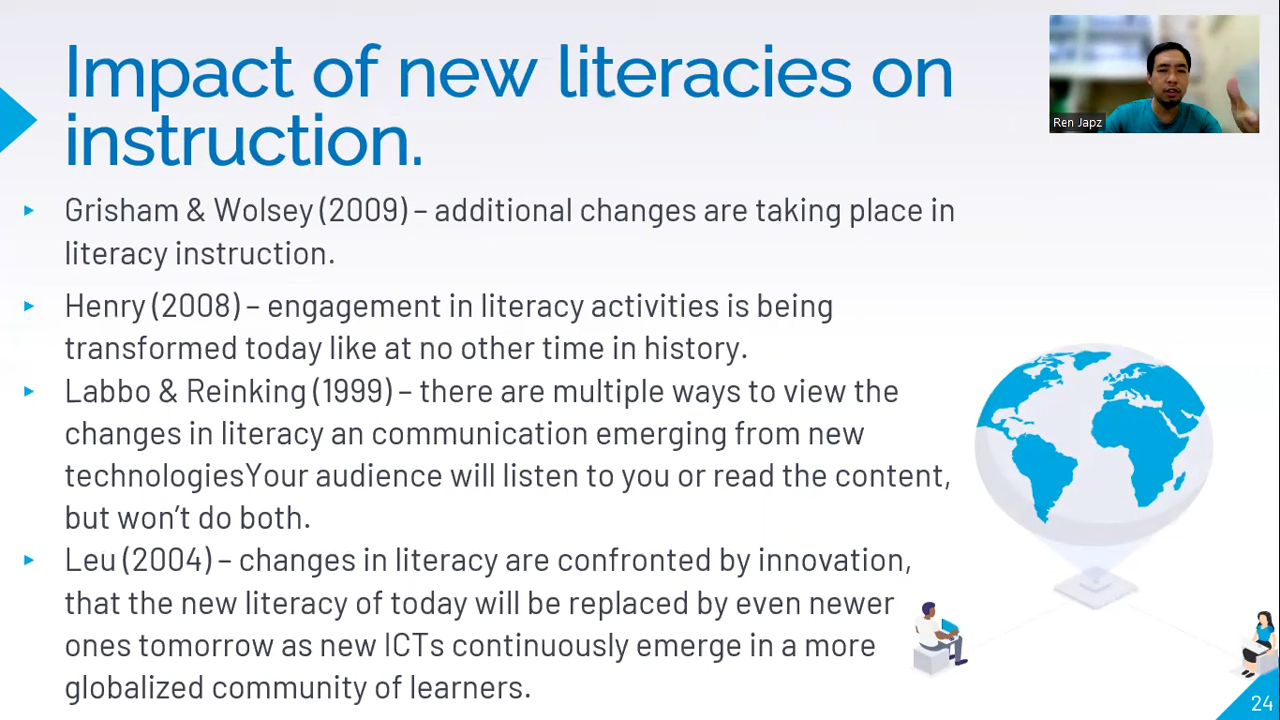 Impact of new literacies on
instruction.
Ren Japz
▸ Grisham & Wolsey (2009) – additional changes are taking place in
literacy instruction.
▸ Henry (2008) – engagement in literacy activities is being
transformed today like at no other time in history.
▸ Labbo & Reinking (1999) – there are multiple ways to view the
changes in literacy an communication emerging from new
technologiesYour audience will listen to you or read the content,
but won't do both.
▸ Leu (2004) – changes in literacy are confronted by innovation,
that the new literacy of today will be replaced by even newer
ones tomorrow as new ICTs continuously emerge in a more
globalized community of learners.
24